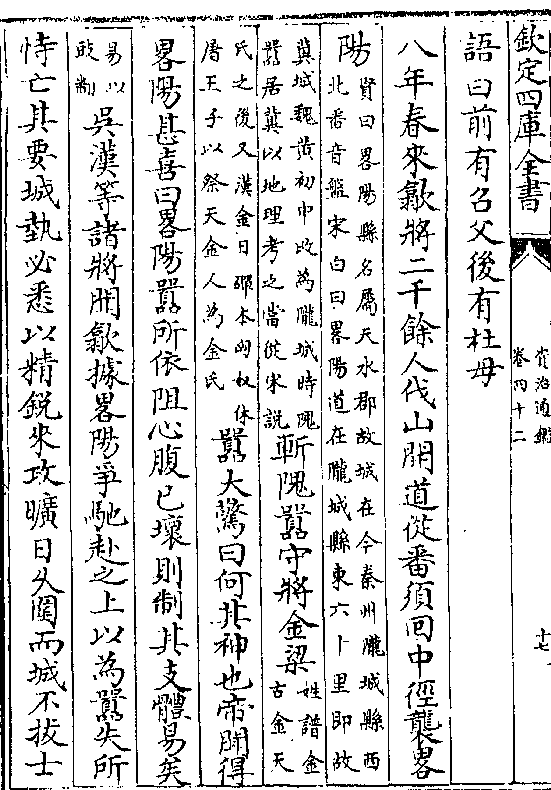 欽定四庫全書
資治通鑑
卷四十二
十七
語曰前有召父後有杜母
八年春來歙將二千餘人伐山開道從番須回中徑襲畧
陽賢曰畧陽縣名屬天水郡故城在今秦州隴城縣西
北番音盤宋白曰畧陽道在隴城縣東六十里即故
冀城魏黄初中改為隴城時隗
囂居冀以地理考之當從宋説斬隗囂守將金梁姓譜金
古金天
氏之後又漢金日磾本匈奴休
屠王子以祭天金人為金氏囂大驚曰何其神也帝聞得
畧陽甚喜曰畧陽囂所依阻心腹已壞則制其支體易矣
易以
豉翻吳漢等諸將聞歙據畧陽爭馳赴之上以為囂失所
恃亡其要城埶必悉以精鋭來攻曠日久圍而城不拔士